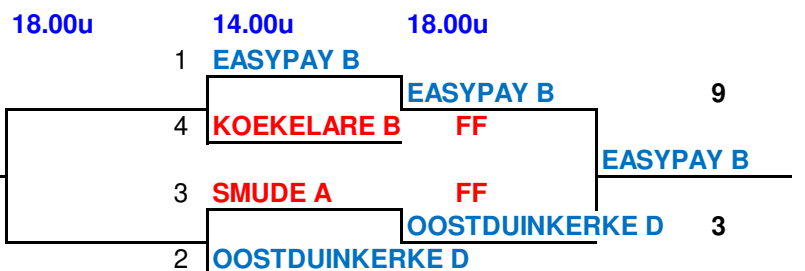 18.00u 14.00u 18.00u
1 EASYPAY B
EASYPAY B 9
4 KOEKELARE B FF
EASYPAY B
3 SMUDE A FF
OOSTDUINKERKE D 3
2 OOSTDUINKERKE D